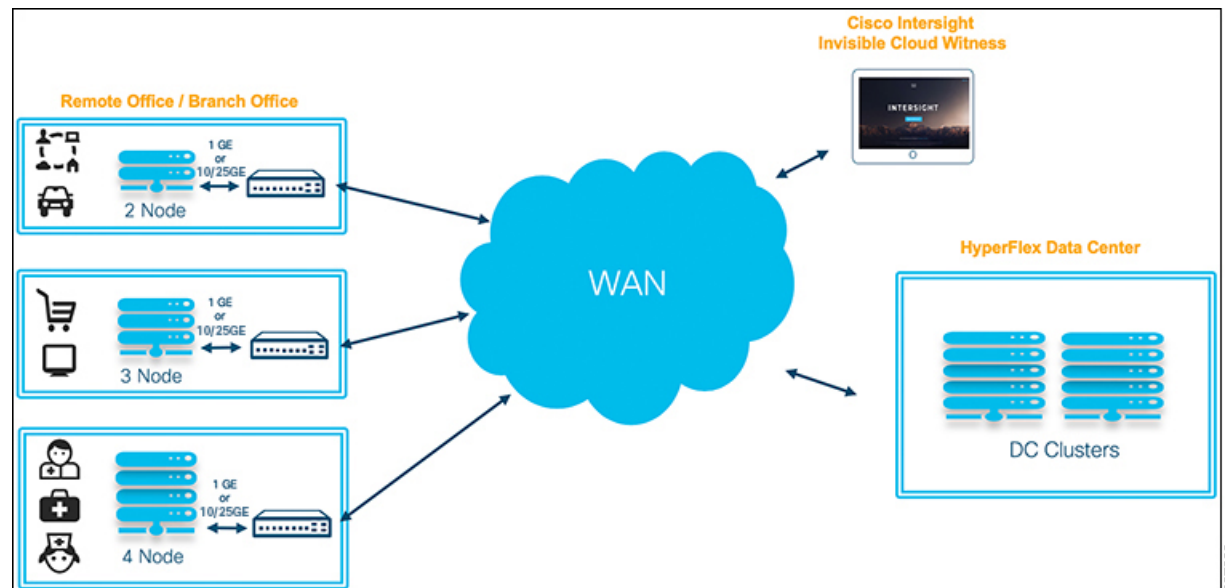 Cisco Intersight
Invisible Cloud Witness
INTERSIGHT
Remote Office / Branch Office
1 GE
or
10/25GE
2 Node
1 GE
or
10/25GE
3 Node
1 GE
or
10/25GE
4 Node
WAN
HyperFlex Data Center
DC Clusters